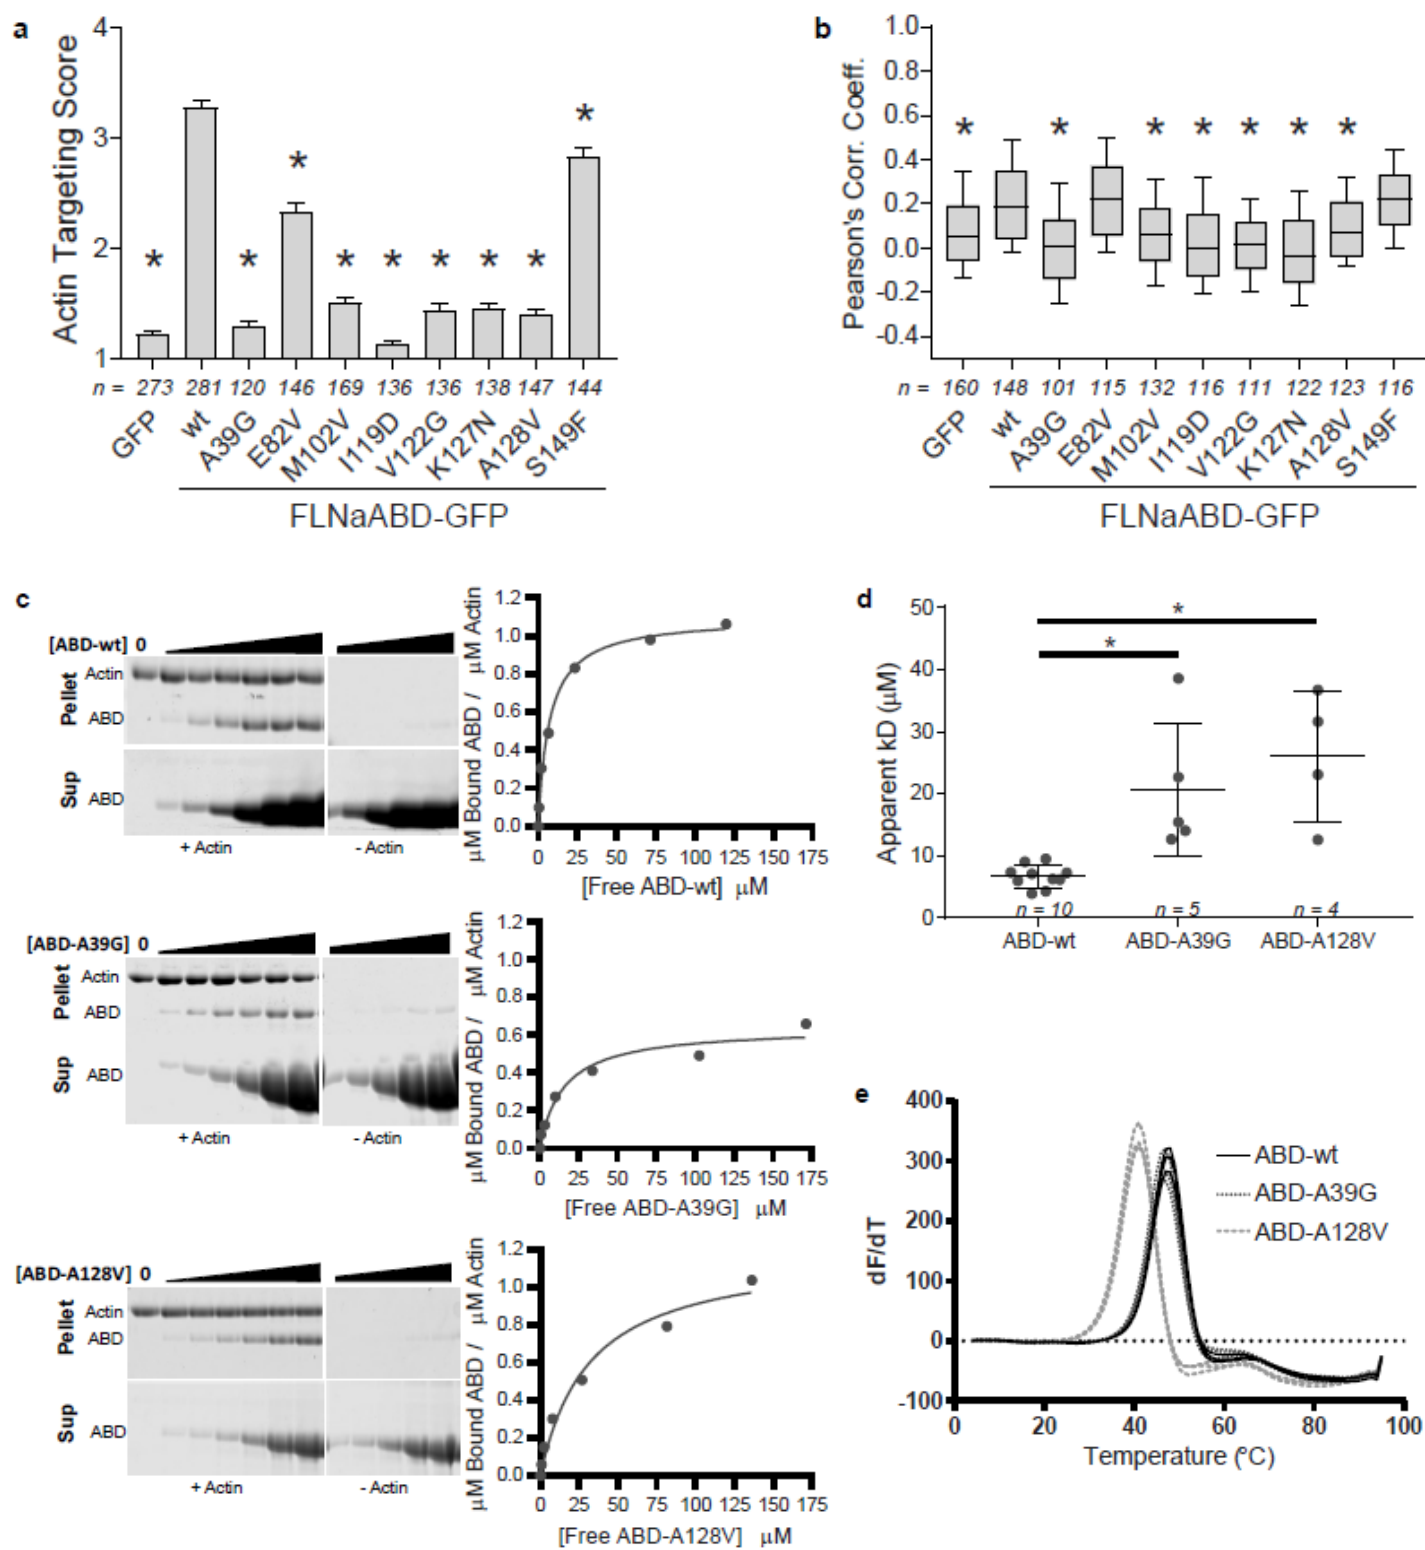 a
Actin Targeting Score
4
3
2
1
* * * * * * * * *
n = 273 281 120 146 169 136 136 138 147 144
GFP wt A39G E82V M102V I119D V122G K127N A128V S149F
FLNaABD-GFP
b
Pearson's Corr. Coeff.
1.0
0.8
0.6
0.4
0.2
0.0
-0.2
-0.4
* * * * * * *
n = 160 148 101 115 132 116 111 122 123 116
GFP wt A39G E82V M102V I119D V122G K127N A128V S149F
FLNaABD-GFP
c
[ABD-wt] 0
Pellet
Actin
ABD
Sup
ABD
+ Actin - Actin
μM Bound ABD / μM Actin
1.2
1.0
0.8
0.6
0.4
0.2
0.0
0 25 50 75 100 125 150 175
[Free ABD-wt] μM
[ABD-A39G] 0
Pellet
Actin
ABD
Sup
ABD
+ Actin - Actin
μM Bound ABD / μM Actin
1.2
1.0
0.8
0.6
0.4
0.2
0.0
0 25 50 75 100 125 150 175
[Free ABD-A39G] μM
[ABD-A128V] 0
Pellet
Actin
ABD
Sup
ABD
+ Actin - Actin
μM Bound ABD / μM Actin
1.2
1.0
0.8
0.6
0.4
0.2
0.0
0 25 50 75 100 125 150 175
[Free ABD-A128V] μM
d
Apparent kD (μM)
50
40
30
20
10
0
*
*
n = 10 n = 5 n = 4
ABD-wt ABD-A39G ABD-A128V
e
dF/dT
400
300
200
100
0
-100
ABD-wt
ABD-A39G
ABD-A128V
0 20 40 60 80 100
Temperature (ºC)